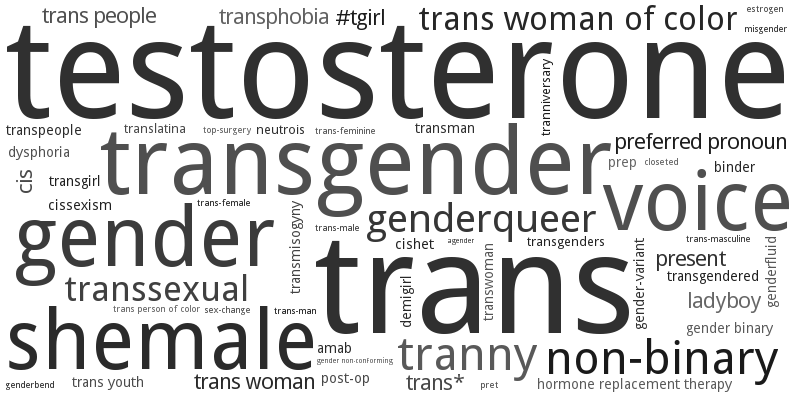 trans people
transphobia
#tgirl
trans woman of color
estrogen
misgender
testosterone
tranniversary
transpeople
translatina
top-surgery
neutrois
trans-feminine
transman
preferred pronoun
dysphoria
transgender
prep
closeted
binder
cis
transgirl
voice
cissexism
trans-female
transmisogyny
genderqueer
gender
trans-male
cishet
agender
transgenders
trans-masculine
trans
demigirl
transwoman
gender-variant
present
genderfluid
transgendered
transsexual
ladyboy
trans person of color
sex-change
trans-man
gender binary
shemale
amab
tranny
non-binary
gender non-conforming
genderbend
trans youth
trans woman
post-op
trans*
pret
hormone replacement therapy